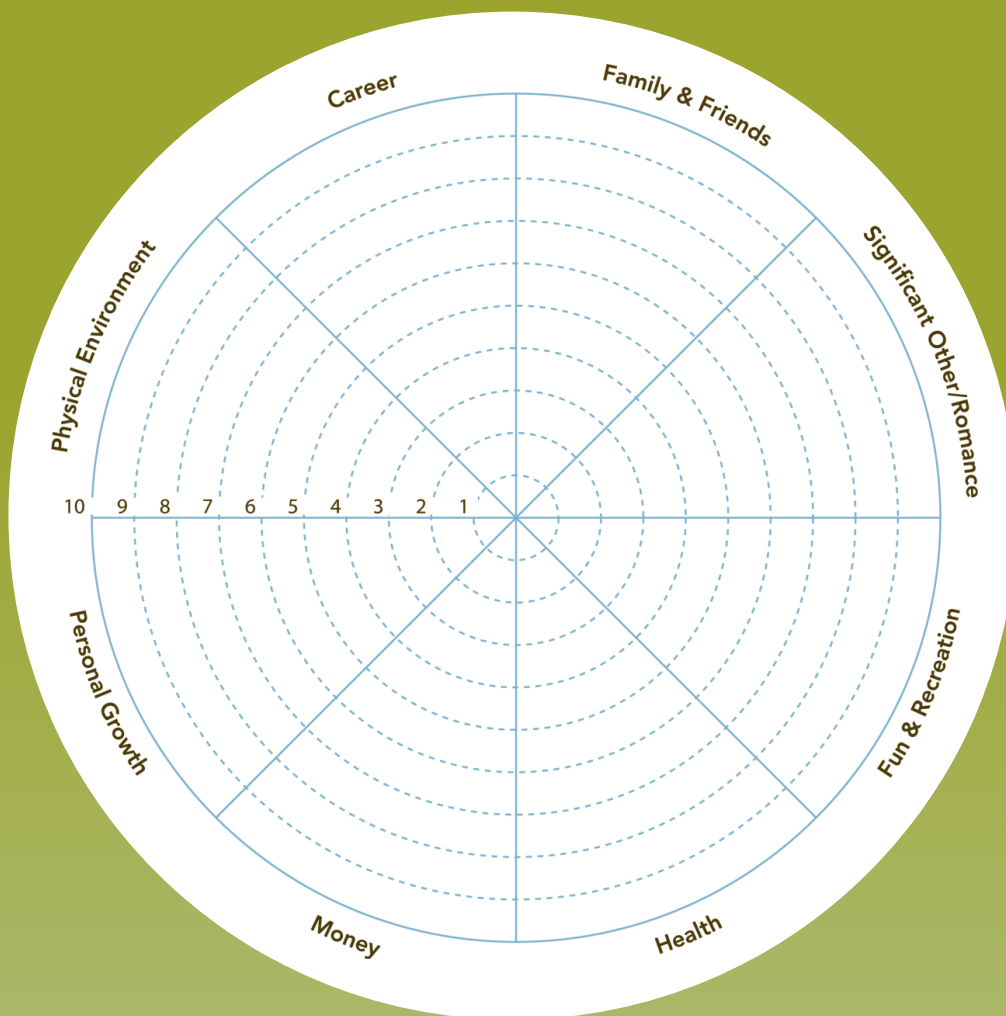 Career
Family & Friends
Physical Environment
Significant Other/Romance
10 9 8 7 6 5 4 3 2 1
Personal Growth
Fun & Recreation
Money
Health